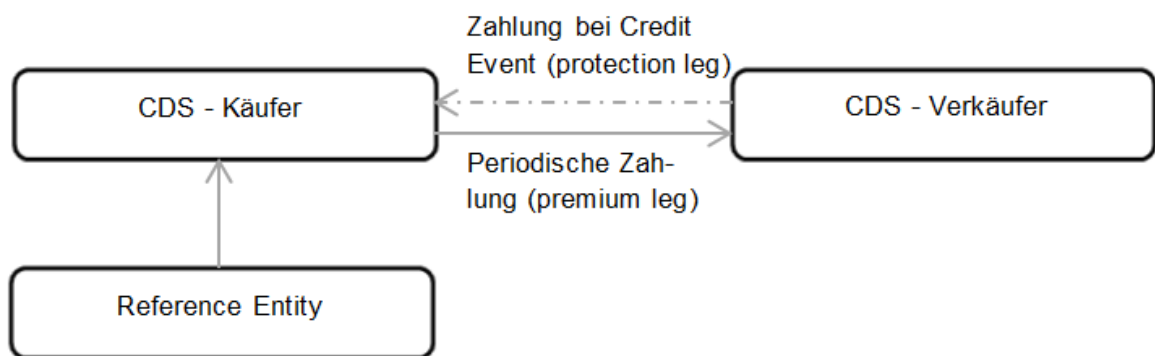 Zahlung bei Credit
Event (protection leg)
CDS - Käufer
CDS - Verkäufer
Periodische Zah-
lung (premium leg)
Reference Entity